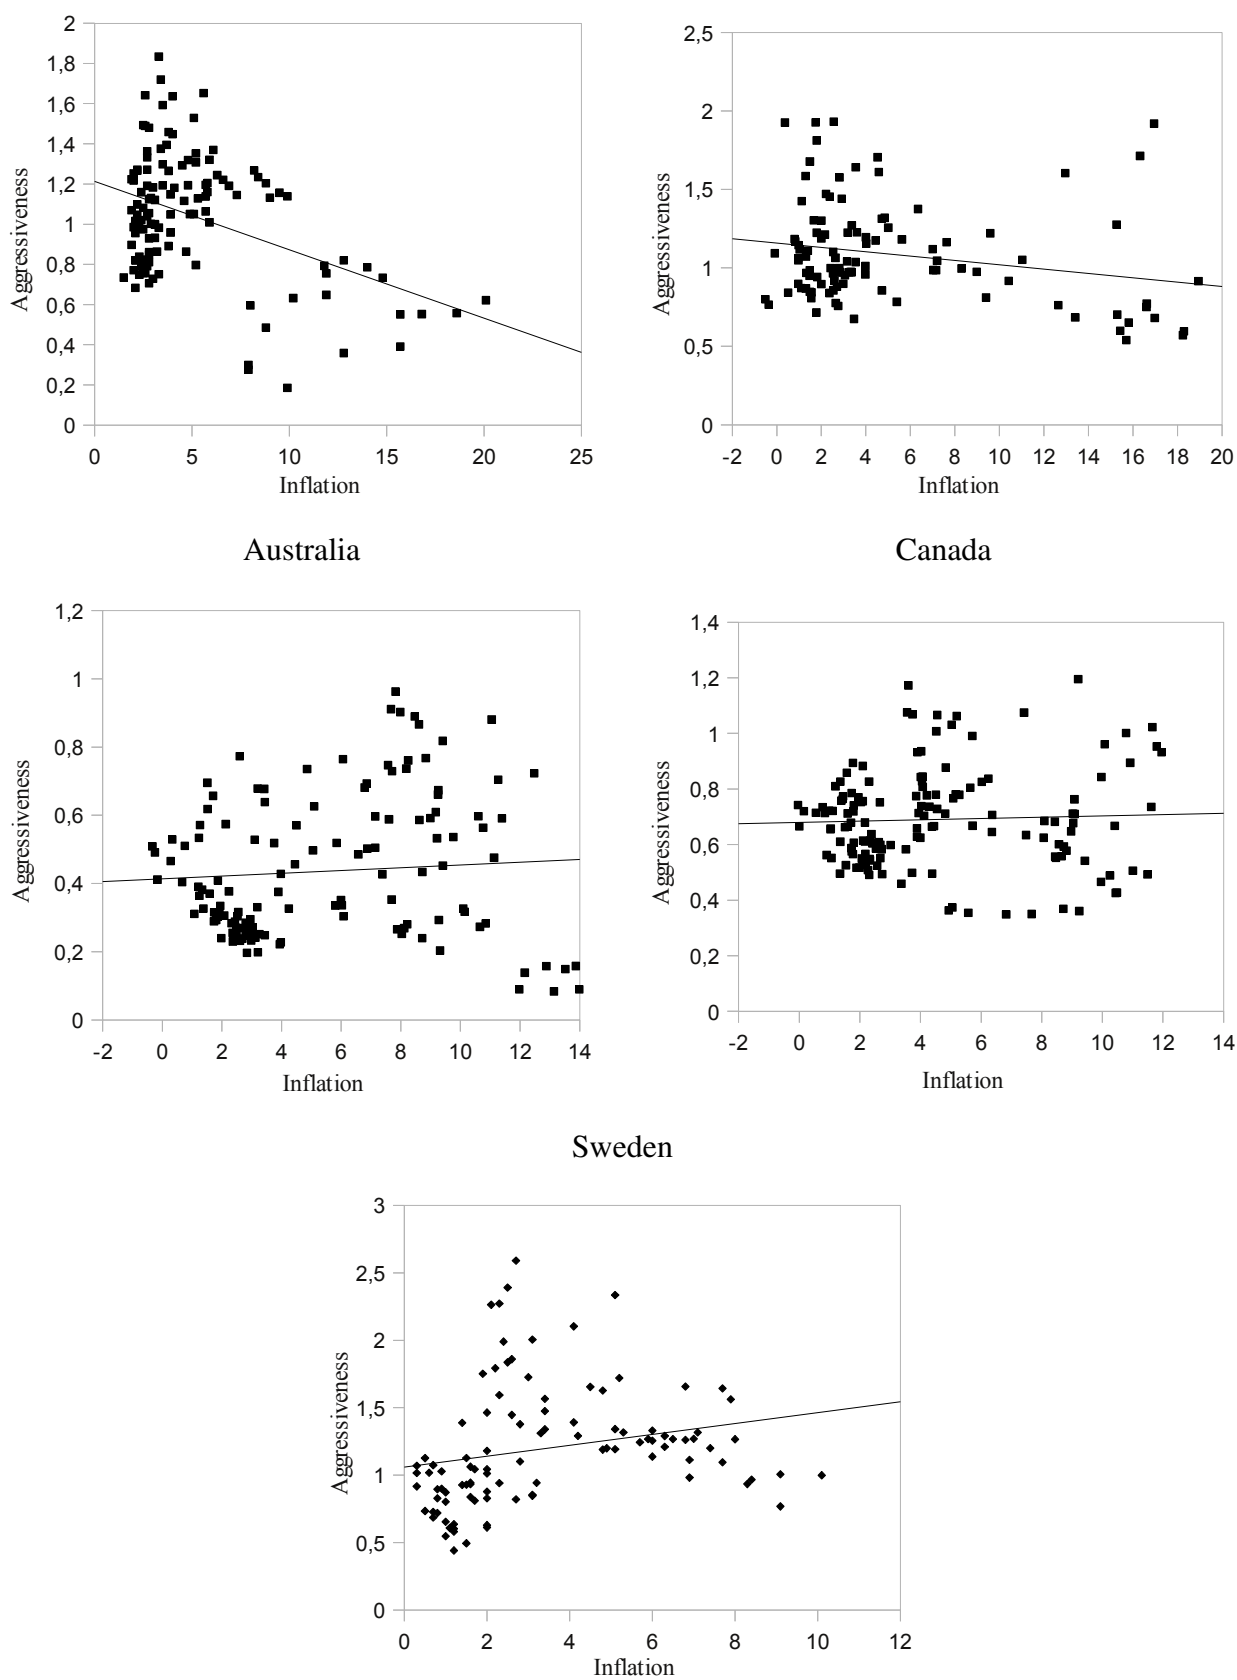 2
1,8
1,6
1,4
1,2
1
0,8
0,6
0,4
0,2
0
Aggressiveness
0 5 10 15 20 25
Inflation
2,5
2
1,5
1
0,5
0
Aggressiveness
-2 0 2 4 6 8 10 12 14 16 18 20
Inflation
Australia Canada
1,2
1
0,8
0,6
0,4
0,2
0
Aggressiveness
-2 0 2 4 6 8 10 12 14
Inflation
1,4
1,2
1
0,8
0,6
0,4
0,2
0
Aggressiveness
-2 0 2 4 6 8 10 12 14
Inflation
Sweden
3
2,5
2
1,5
1
0,5
0
Aggressiveness
0 2 4 6 8 10 12
Inflation